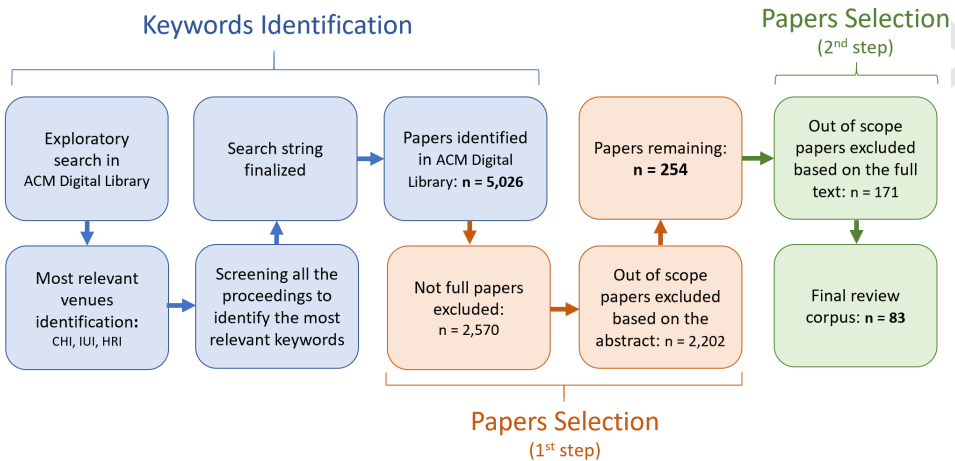 Keywords Identification
Exploratory
search in
ACM Digital Library
Most relevant
venues
identification:
CHI, IUI, HRI
Screening all the
proceedings to
identify the most
relevant keywords
Search string
finalized
Papers identified
in ACM Digital
Library: n = 5,026
Not full papers
excluded:
n = 2,570
Out of scope
papers excluded
based on the
abstract: n = 2,202
Papers remaining:
n = 254
Papers Selection
(1st step)
Papers Selection
(2nd step)
Out of scope
papers excluded
based on the full
text: n = 171
Final review
corpus: n = 83